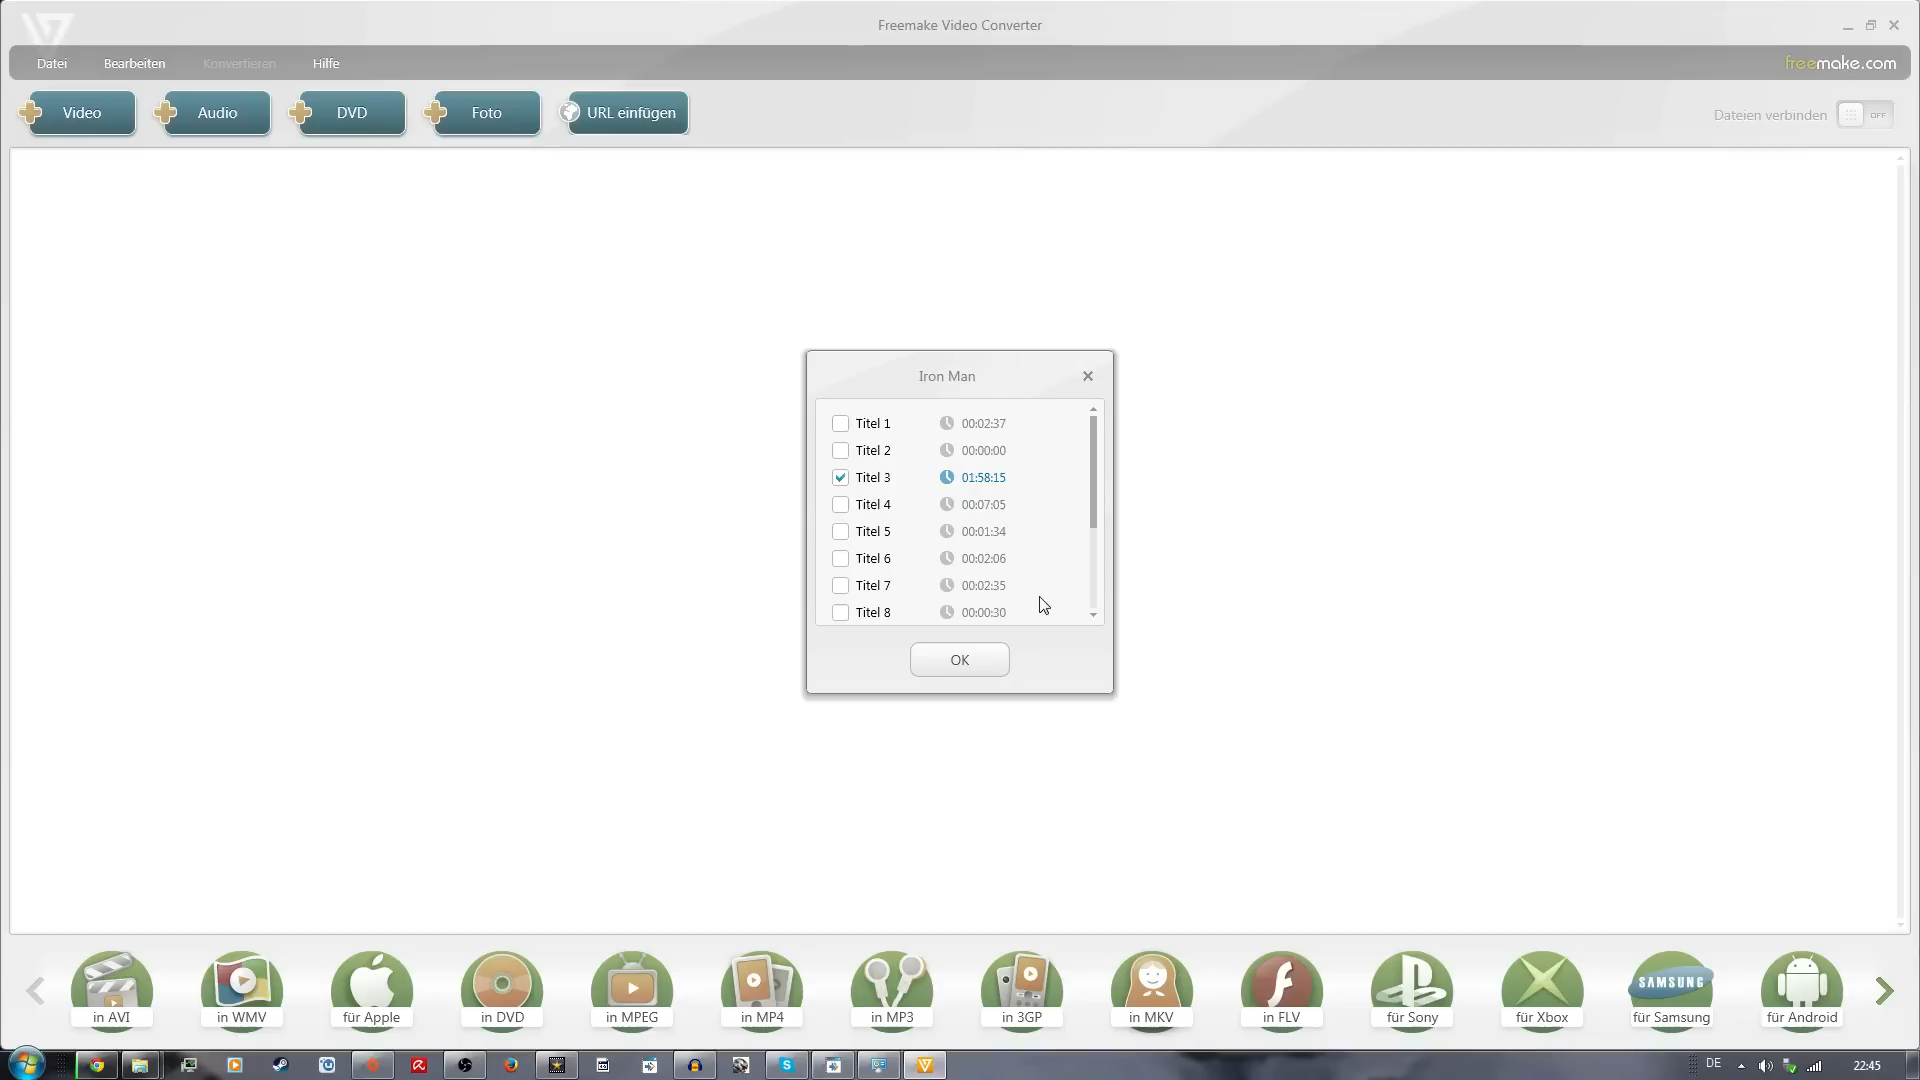 Freemake Video Converter
Datei Bearbeiten Konvertieren Hilfe
freemake.com
Video Audio DVD Foto URL einfügen
Dateien verbinden OFF
Iron Man
Titel 1 00:02:37
Titel 2 00:00:00
Titel 3 01:58:15
Titel 4 00:07:05
Titel 5 00:01:34
Titel 6 00:02:06
Titel 7 00:02:35
Titel 8 00:00:30
OK
SAMSUNG
in AVI in WMV für Apple in DVD in MPEG in MP4 in MP3 in 3GP in MKV in FLV für Sony für Xbox für Samsung für Android
DE 22:45